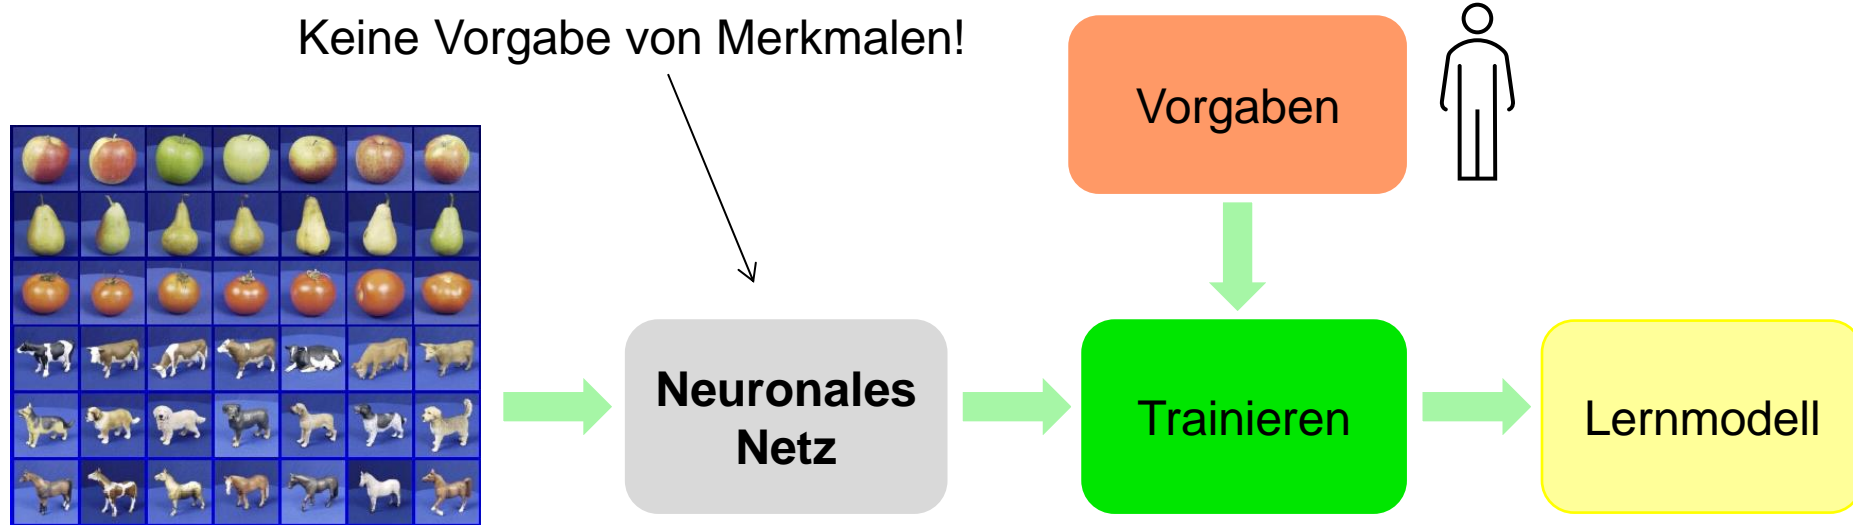 Keine Vorgabe von Merkmalen!
Vorgaben
Neuronales
Netz
Trainieren
Lernmodell